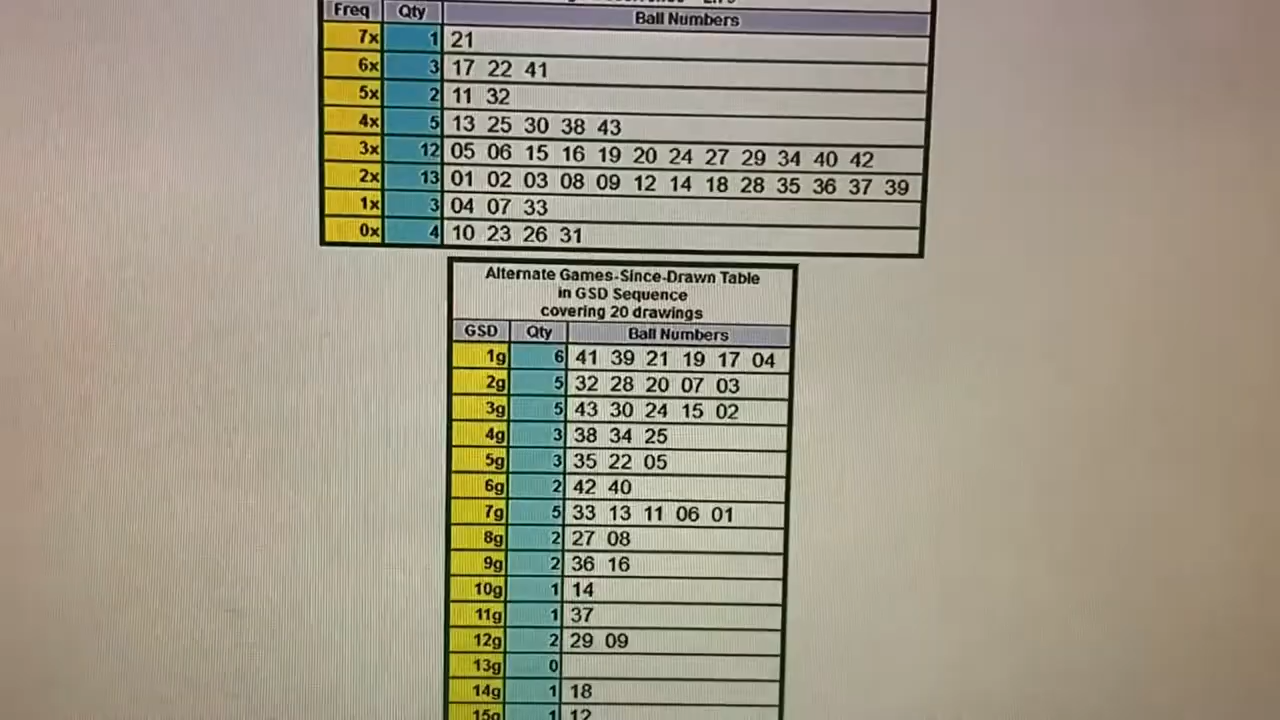 Freq Qty Ball Numbers
7x 1 21
6x 3 17 22 41
5x 2 11 32
4x 5 13 25 30 38 43
3x 12 05 06 15 16 19 20 24 27 29 34 40 42
2x 13 01 02 03 08 09 12 14 18 28 35 36 37 39
1x 3 04 07 33
0x 4 10 23 26 31
Alternate Games-Since-Drawn Table
in GSD Sequence
covering 20 drawings
GSD Qty Ball Numbers
1g 6 41 39 21 19 17 04
2g 5 32 28 20 07 03
3g 5 43 30 24 15 02
4g 3 38 34 25
5g 3 35 22 05
6g 2 42 40
7g 5 33 13 11 06 01
8g 2 27 08
9g 2 36 16
10g 1 14
11g 1 37
12g 2 29 09
13g 0
14g 1 18
15g 1 12